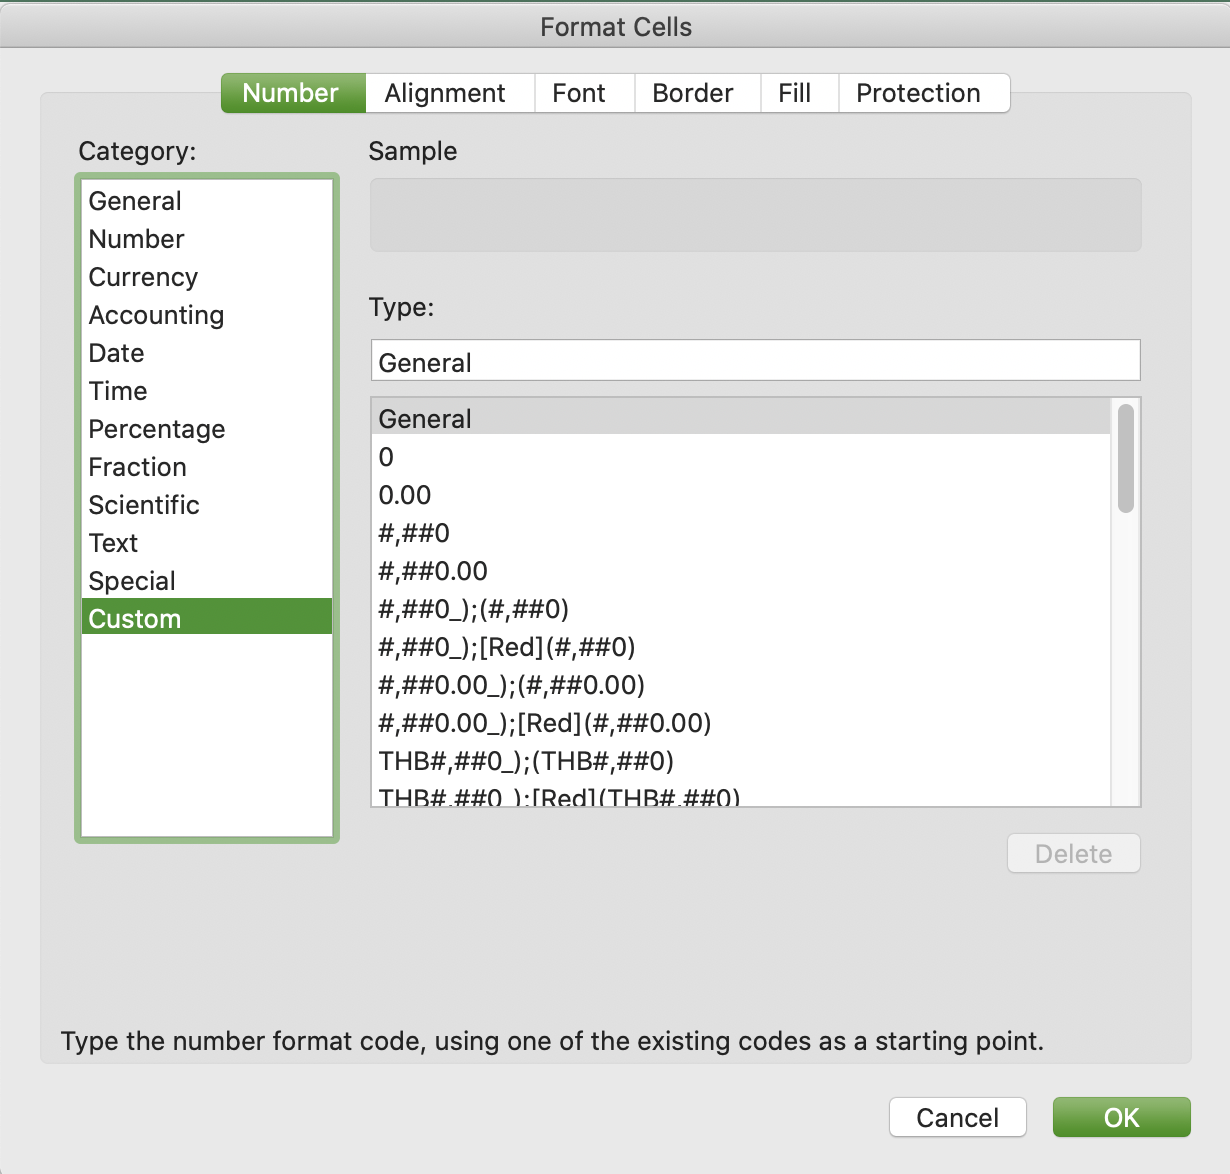 Format Cells
Number Alignment Font Border Fill Protection
Category:
General
Number
Currency
Accounting
Date
Time
Percentage
Fraction
Scientific
Text
Special
Custom
Sample
Type:
General
General
0
0.00
#,##0
#,##0.00
#,##0_);(#,##0)
#,##0_);[Red](#,##0)
#,##0.00_);(#,##0.00)
#,##0.00_);[Red](#,##0.00)
THB#,##0_);(THB#,##0)
THB#,##0_);[Red](THB#,##0)
Delete
Type the number format code, using one of the existing codes as a starting point.
Cancel OK